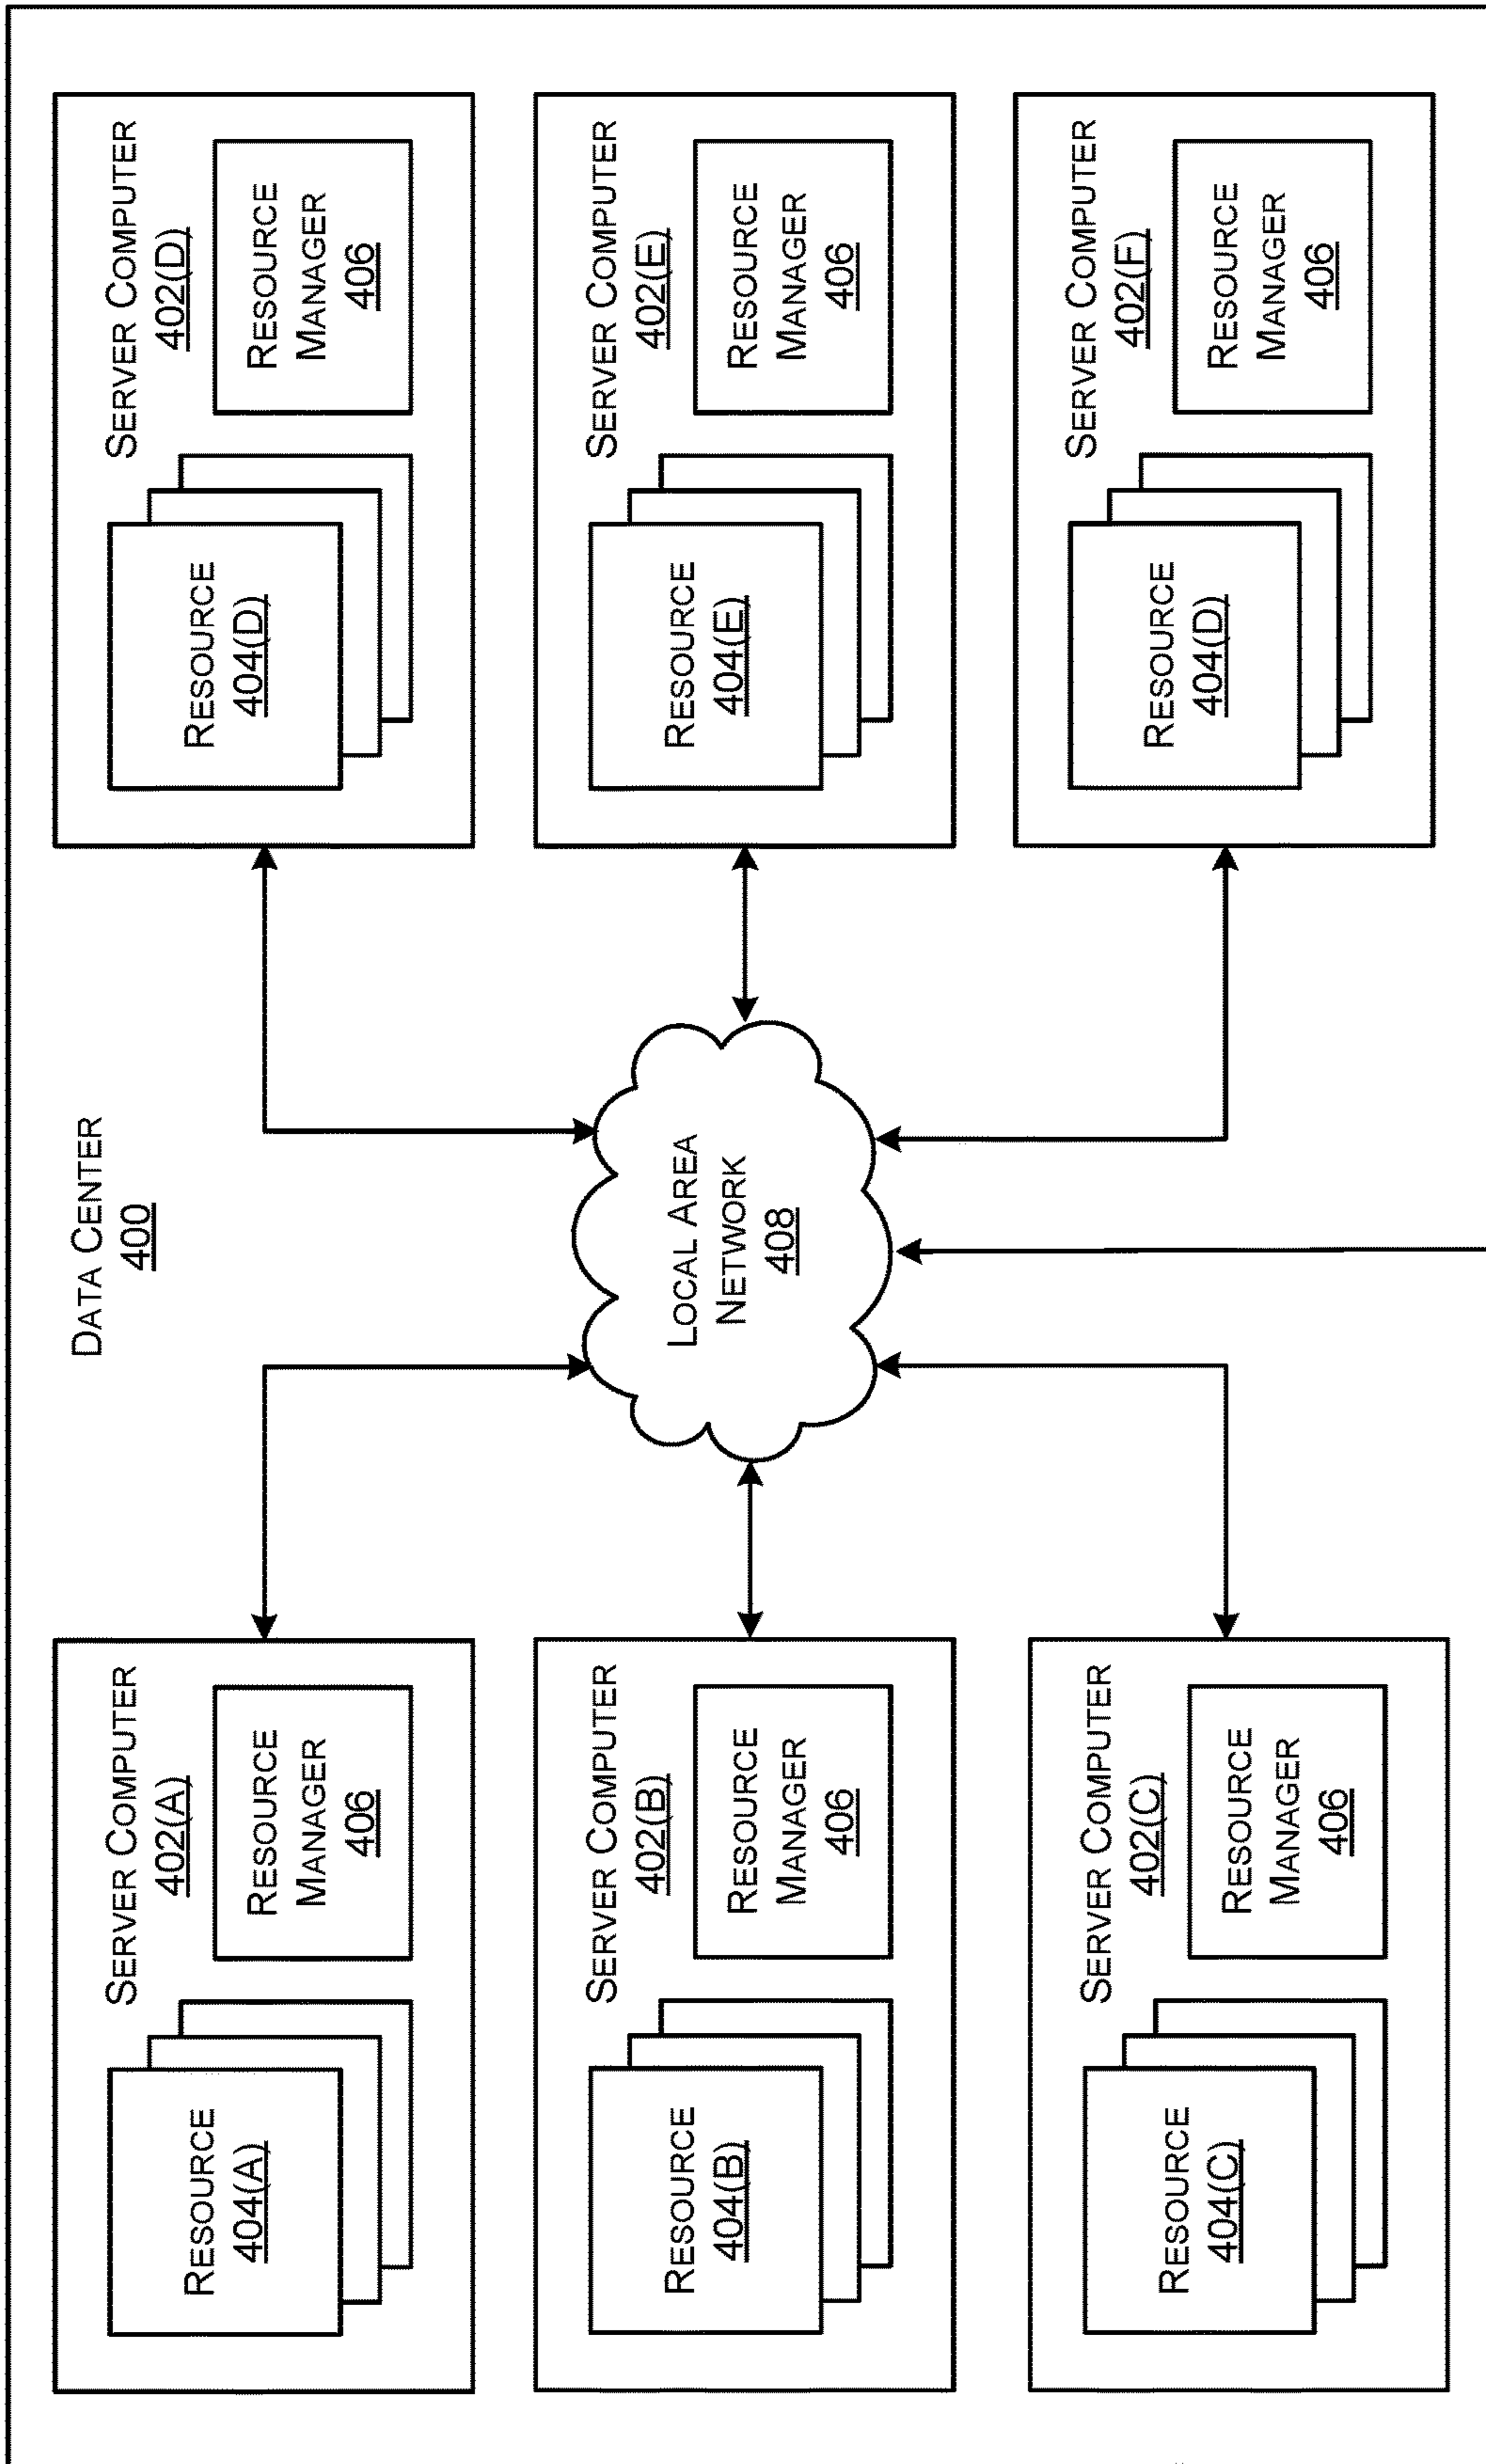 DATA CENTER
400
SERVER COMPUTER
402(A)
RESOURCE
404(A)
RESOURCE
MANAGER
406
SERVER COMPUTER
402(D)
RESOURCE
404(D)
RESOURCE
MANAGER
406
SERVER COMPUTER
402(B)
RESOURCE
404(B)
RESOURCE
MANAGER
406
LOCAL AREA
NETWORK
408
SERVER COMPUTER
402(E)
RESOURCE
404(E)
RESOURCE
MANAGER
406
SERVER COMPUTER
402(C)
RESOURCE
404(C)
RESOURCE
MANAGER
406
SERVER COMPUTER
402(F)
RESOURCE
404(D)
RESOURCE
MANAGER
406